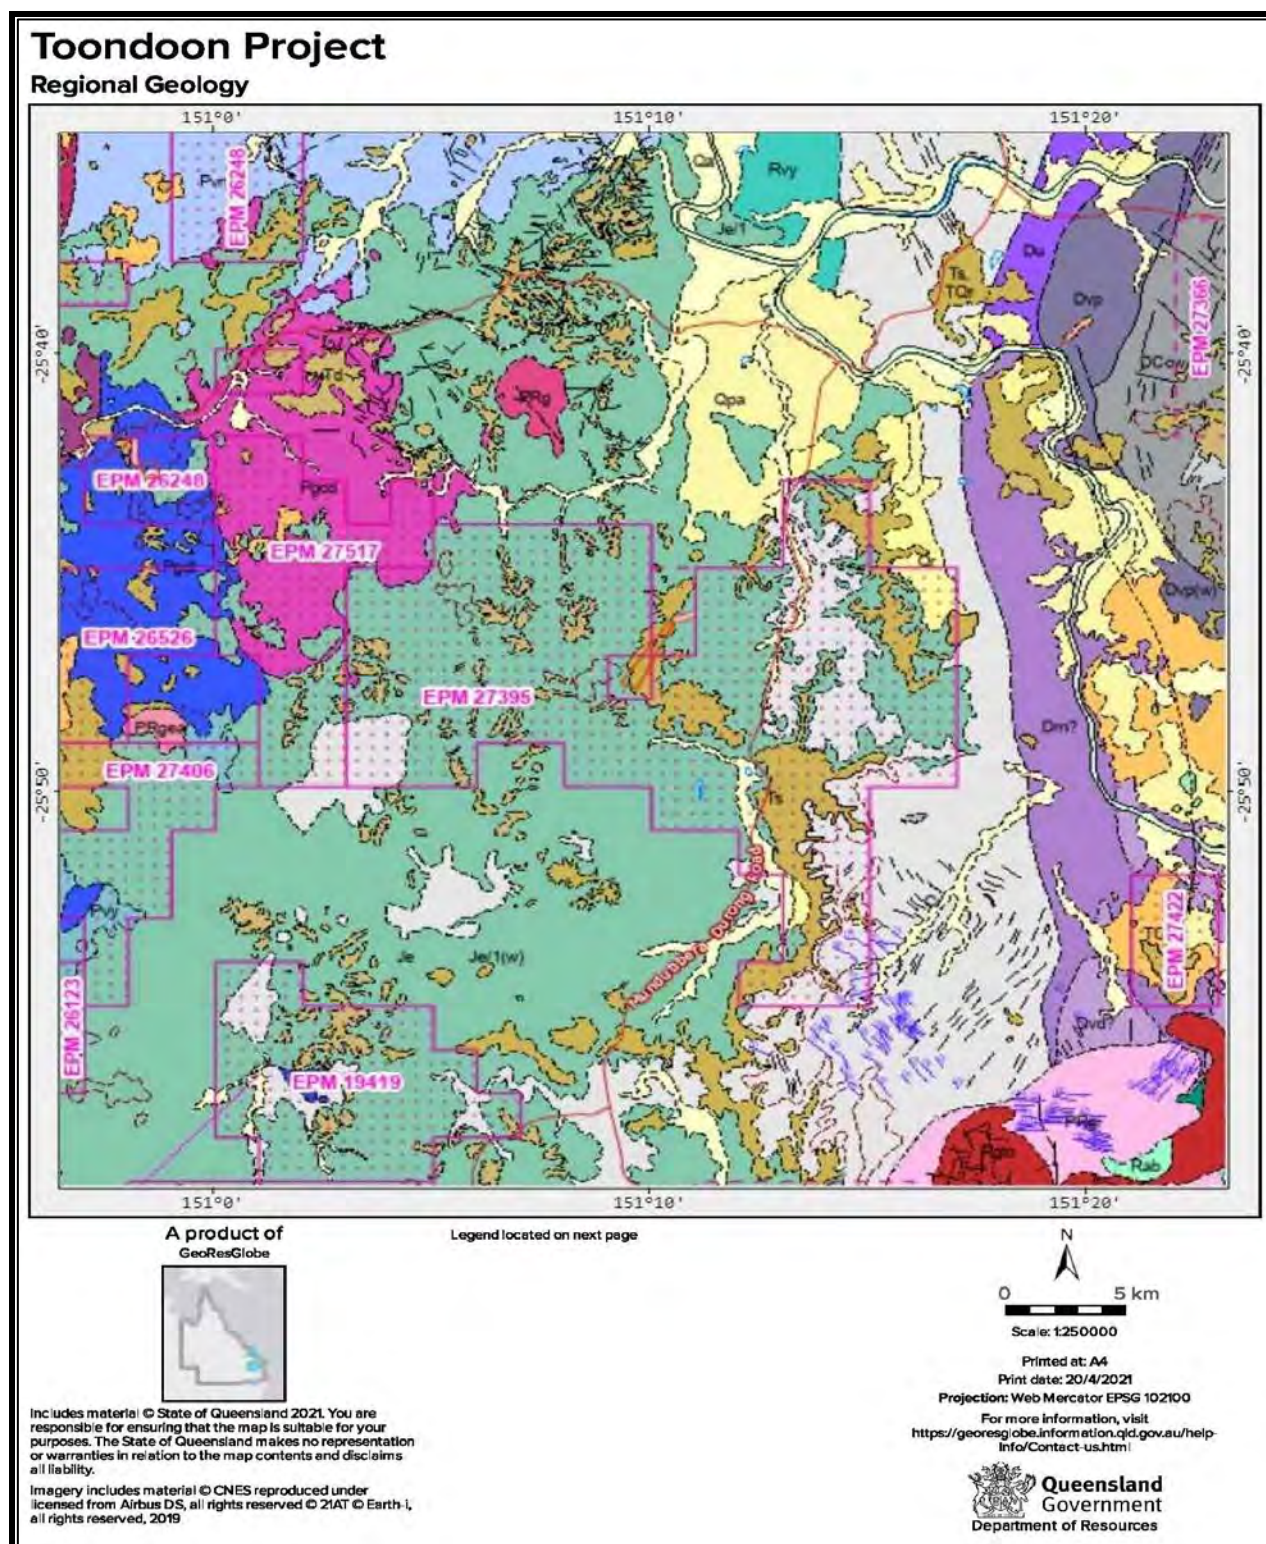 Toondoon Project
Regional Geology
151°0' 151°10' 151°20'
EPM 26248
Qa
Rvy
Je/1
Du
Ts
TQr
Dvp
EPM 27366
-25°40' -25°40'
Td
PRg
Qpa
EPM 26248
EPM 27517
Dvp(w)
EPM 26526
EPM 27395
Dm?
PRgea
EPM 27406
-25°50' -25°50'
Ts
Mundubbera Durong Road
Pvy
EPM 27422
Je Je/1(w)
EPM 26123
Dvd?
EPM 19419
Rab
151°0' 151°10' 151°20'
A product of
GeoResGlobe
Legend located on next page
N
0 5 km
Scale: 1:250000
Printed at: A4
Print date: 20/4/2021
Projection: Web Mercator EPSG 102100
For more information, visit
https://georesglobe.information.qld.gov.au/help-
info/Contact-us.html
Includes material © State of Queensland 2021. You are
responsible for ensuring that the map is suitable for your
purposes. The State of Queensland makes no representation
or warranties in relation to the map contents and disclaims
all liability.
Imagery includes material © CNES reproduced under
licensed from Airbus DS, all rights reserved © 21AT © Earth-i,
all rights reserved, 2019
Queensland
Government
Department of Resources